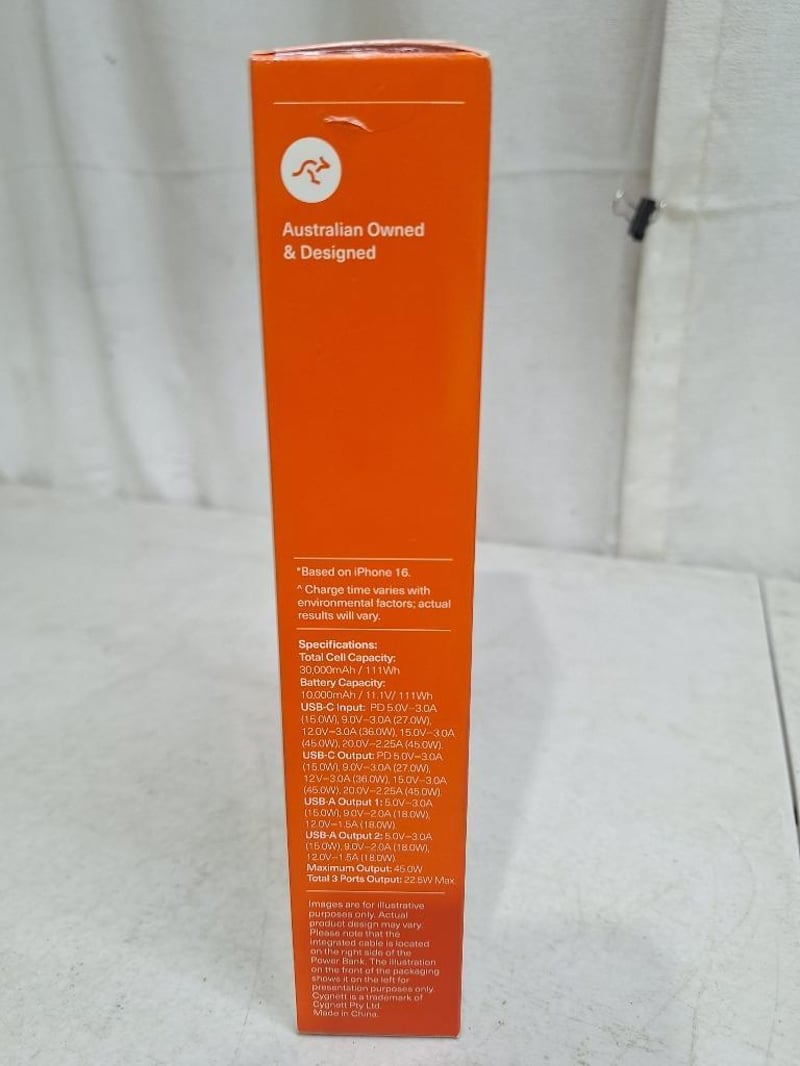 Australian Owned
& Designed
*Based on iPhone 16.
^ Charge time varies with
environmental factors; actual
results will vary.
Specifications:
Total Cell Capacity:
30,000mAh / 111Wh
Battery Capacity:
10,000mAh / 11.1V/ 111Wh
USB-C Input: PD 5.0V⎓3.0A
(15.0W), 9.0V⎓3.0A (27.0W),
12.0V⎓3.0A (36.0W), 15.0V⎓3.0A
(45.0W), 20.0V⎓2.25A (45.0W).
USB-C Output: PD 5.0V⎓3.0A
(15.0W), 9.0V⎓3.0A (27.0W),
12V⎓3.0A (36.0W), 15.0V⎓3.0A
(45.0W), 20.0V⎓2.25A (45.0W).
USB-A Output 1: 5.0V⎓3.0A
(15.0W), 9.0V⎓2.0A (18.0W),
12.0V⎓1.5A (18.0W).
USB-A Output 2: 5.0V⎓3.0A
(15.0W), 9.0V⎓2.0A (18.0W),
12.0V⎓1.5A (18.0W).
Maximum Output: 45.0W
Total 3 Ports Output: 22.5W Max.
Images are for illustrative
purposes only. Actual
product design may vary.
Please note that the
integrated cable is located
on the right side of the
Power Bank. The illustration
on the front of the packaging
shows it on the left for
presentation purposes only.
Cygnett is a trademark of
Cygnett Pty Ltd.
Made in China.